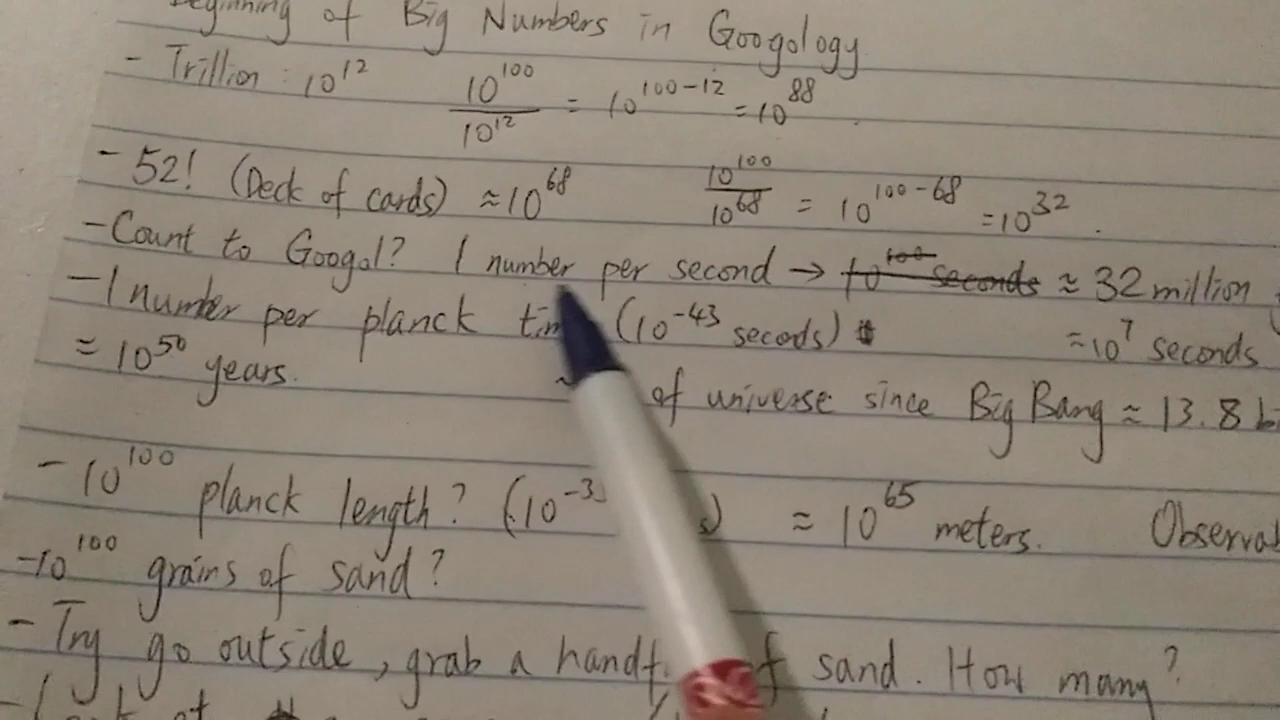 Beginning of Big Numbers in Googology
- Trillion : 10^12 10^100 / 10^12 = 10^100-12 = 10^88
- 52! (Deck of cards) ≈ 10^68 10^100 / 10^68 = 10^100-68 = 10^32.
- Count to Googol? 1 number per second → 10^100 seconds ≈ 32 million
- 1 number per planck (10^-43 seconds) ≈ 10^7 seconds
= 10^50 years. of universe since Big Bang ≈ 13.8
- 10^100 planck length? ≈ 10^65 meters.
- 10^100 grains of sand?
- Try go outside, grab a sand. How many?